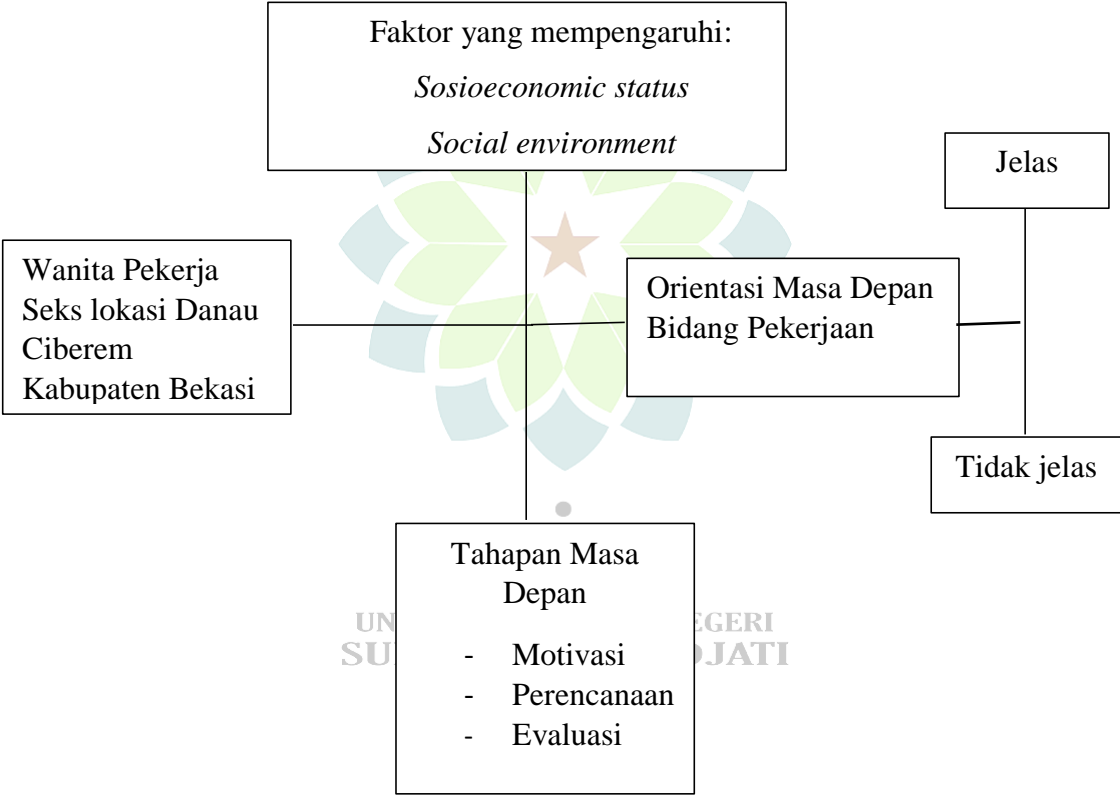 Faktor yang mempengaruhi:
Sosioeconomic status
Social environment
Jelas
Wanita Pekerja
Seks lokasi Danau
Ciberem
Kabupaten Bekasi
Orientasi Masa Depan
Bidang Pekerjaan
Tidak jelas
Tahapan Masa
Depan
- Motivasi
- Perencanaan
- Evaluasi